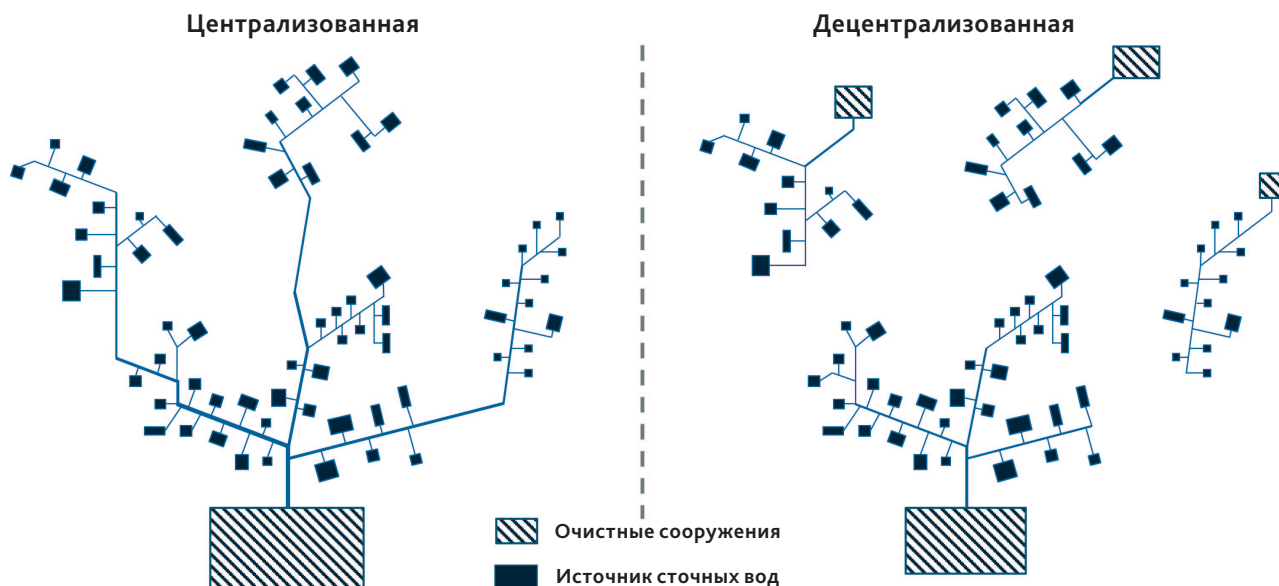 Централизованная
Децентрализованная
Очистные сооружения
Источник сточных вод